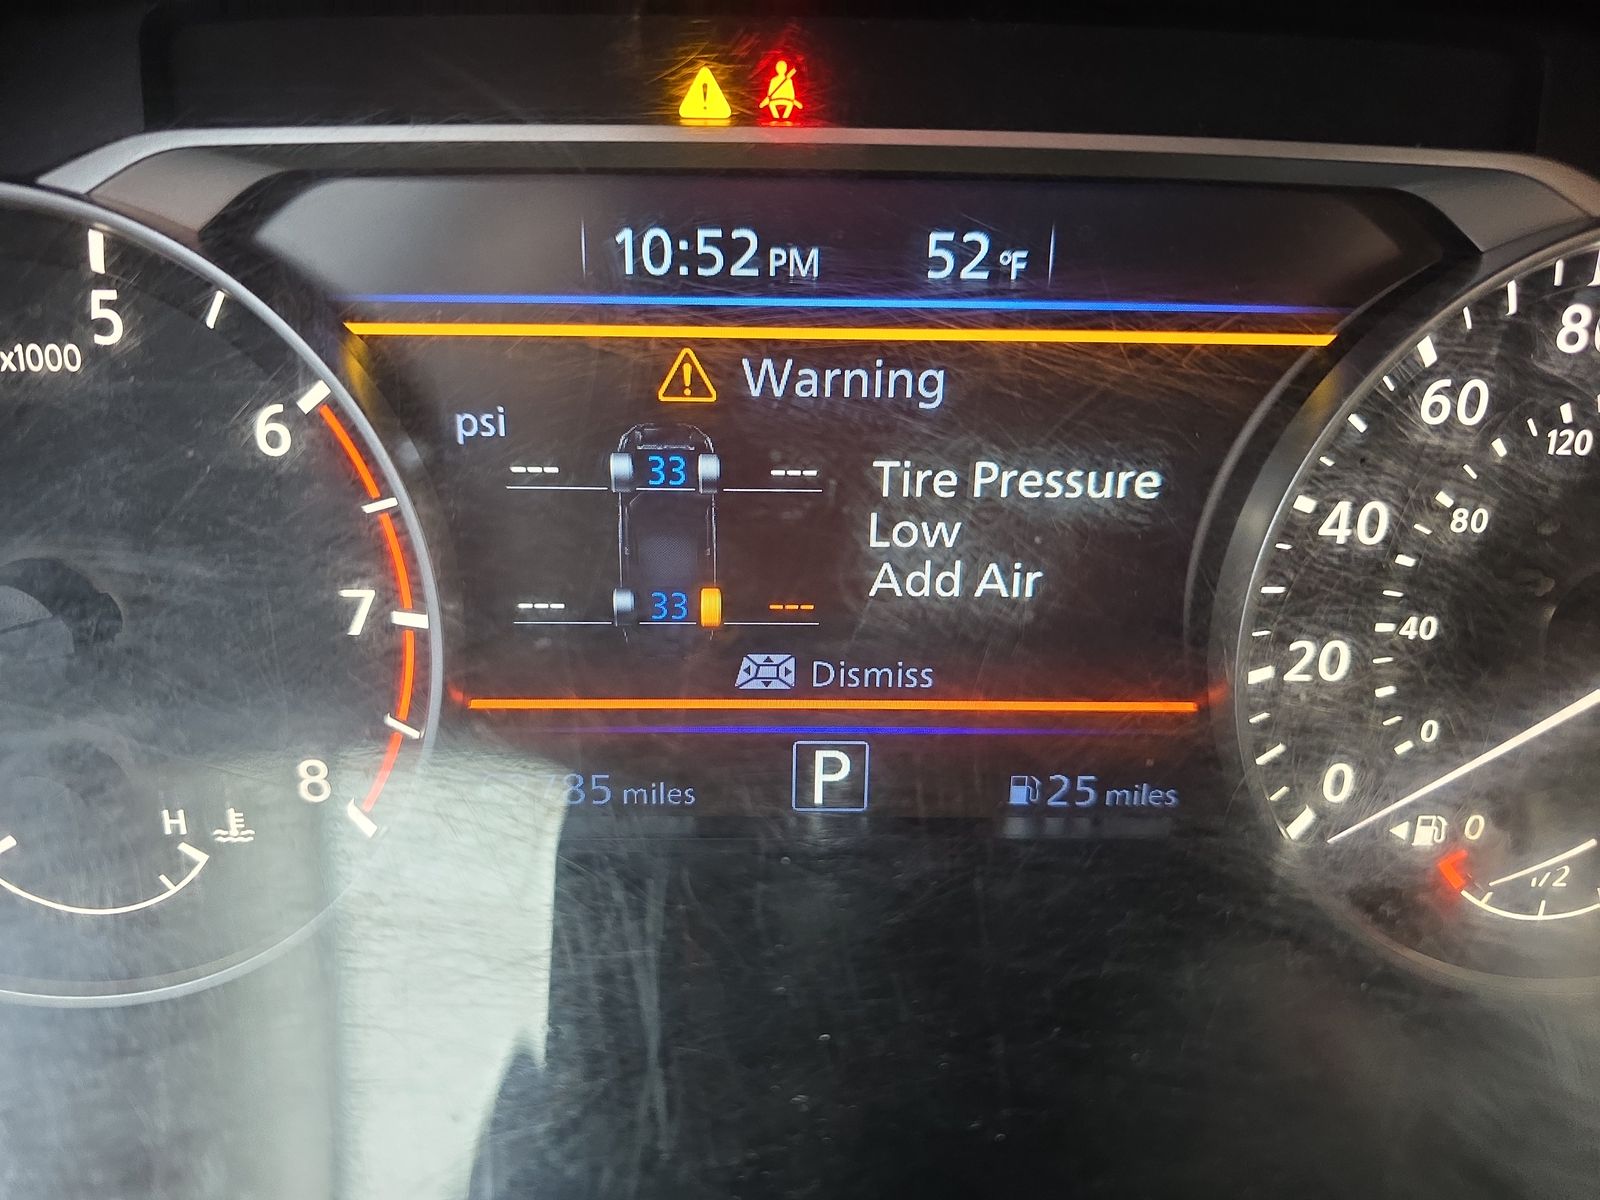 10:52 PM 52 °F
Warning
psi
--- 33 ---
--- 33 ---
Tire Pressure
Low
Add Air
Dismiss
miles P 25 miles
5
x1000
6
7
8
H
60
40
20
0
120
80
40
0
0
1/2